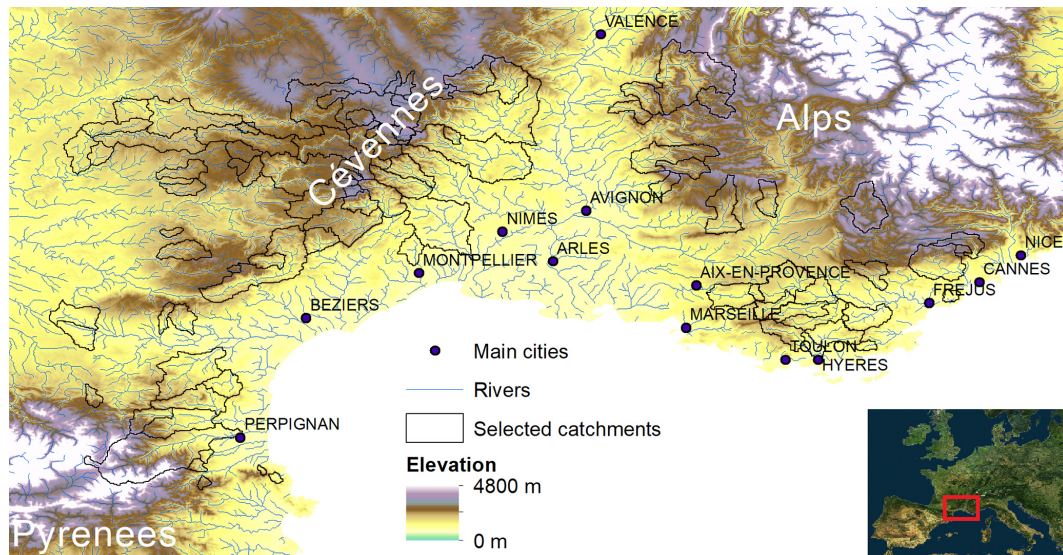 VALENCE
Alps
Cévennes
AVIGNON
NIMES
ARLES
MONTPELLIER
NICE
CANNES
AIX-EN-PROVENCE
FREJUS
BEZIERS
MARSEILLE
TOULON
HYERES
Main cities
Rivers
Selected catchments
PERPIGNAN
Elevation
4800 m
0 m
Pyrenees